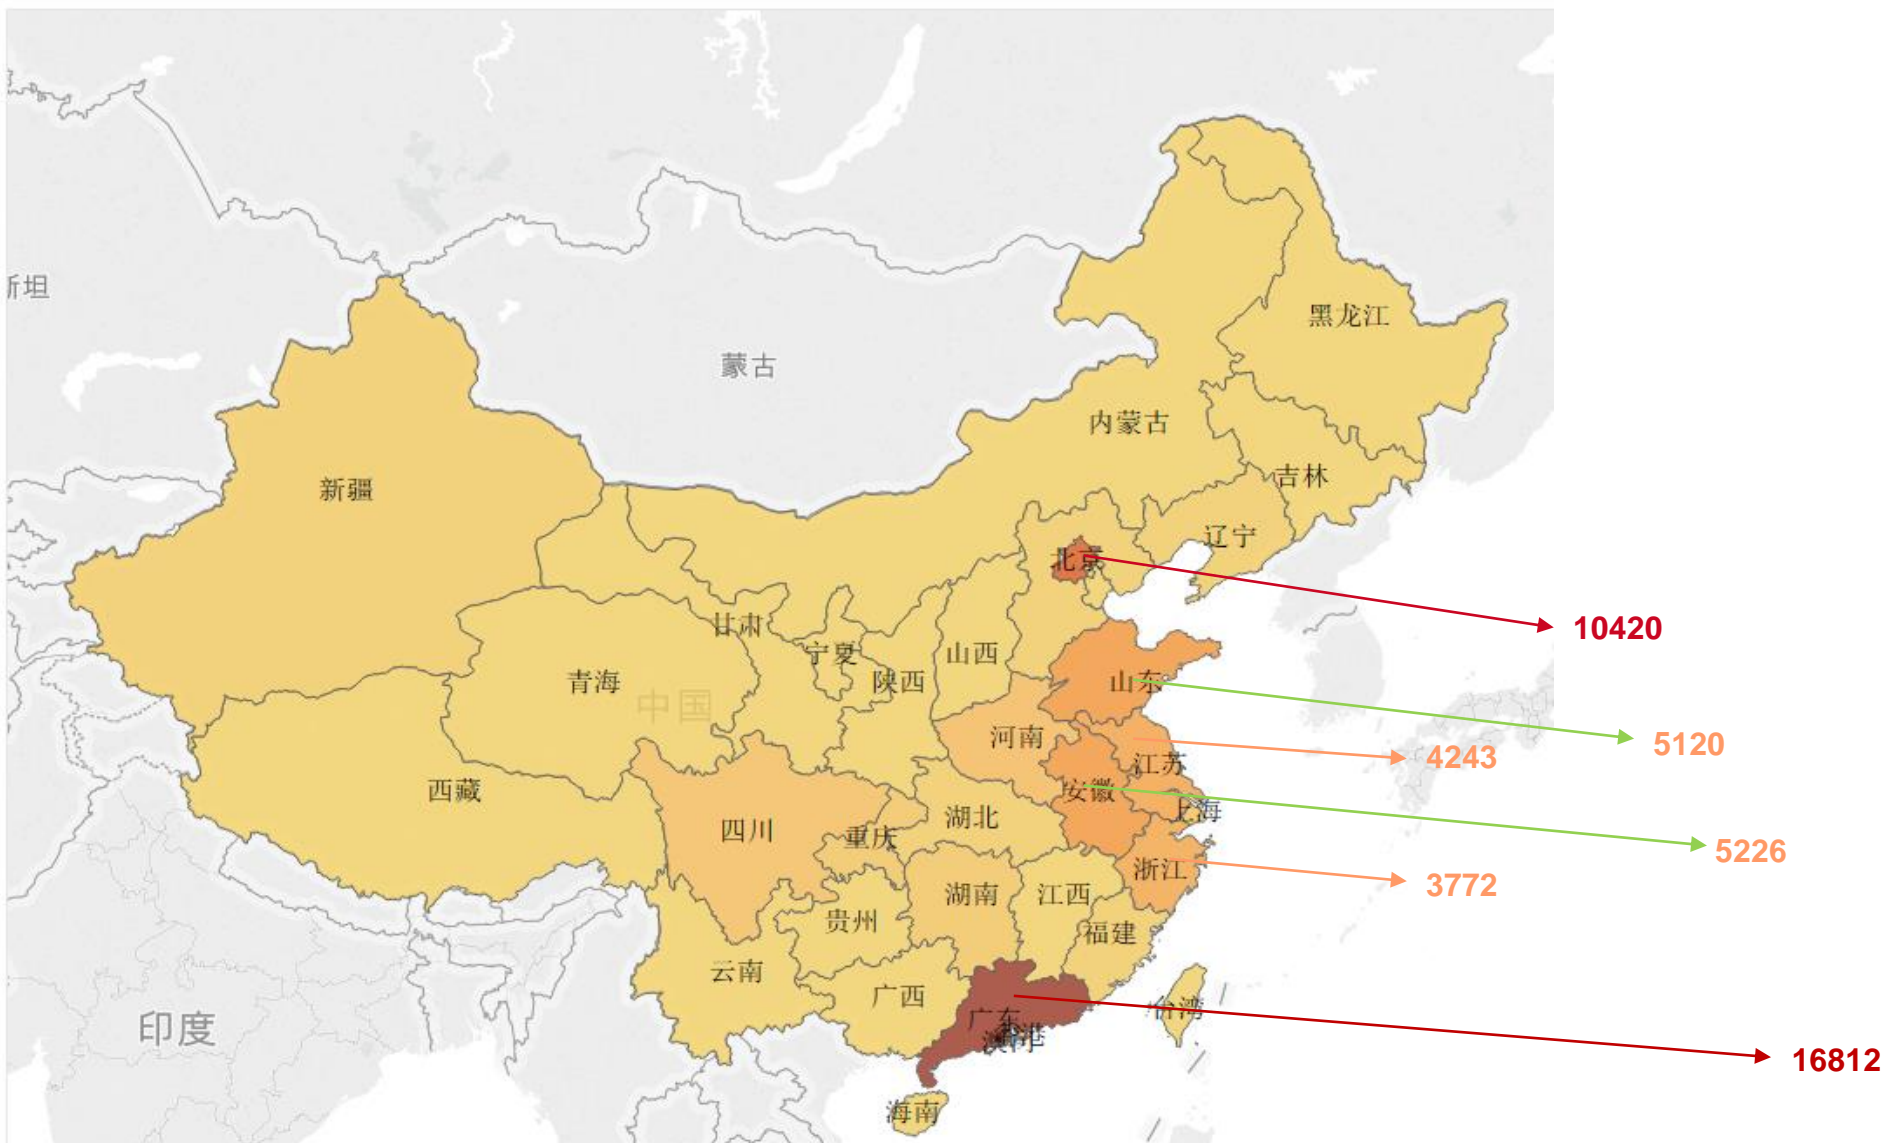 斯坦
黑龙江
蒙古
内蒙古
吉林
新疆
辽宁
北京
10420
甘肃
宁夏
山西
陕西
青海
中国
山东
河南
5120
4243
江苏
西藏
安徽
上海
湖北
四川
重庆
5226
浙江
3772
湖南
江西
贵州
福建
云南
广西
台湾
广东
香港
澳门
印度
16812
海南